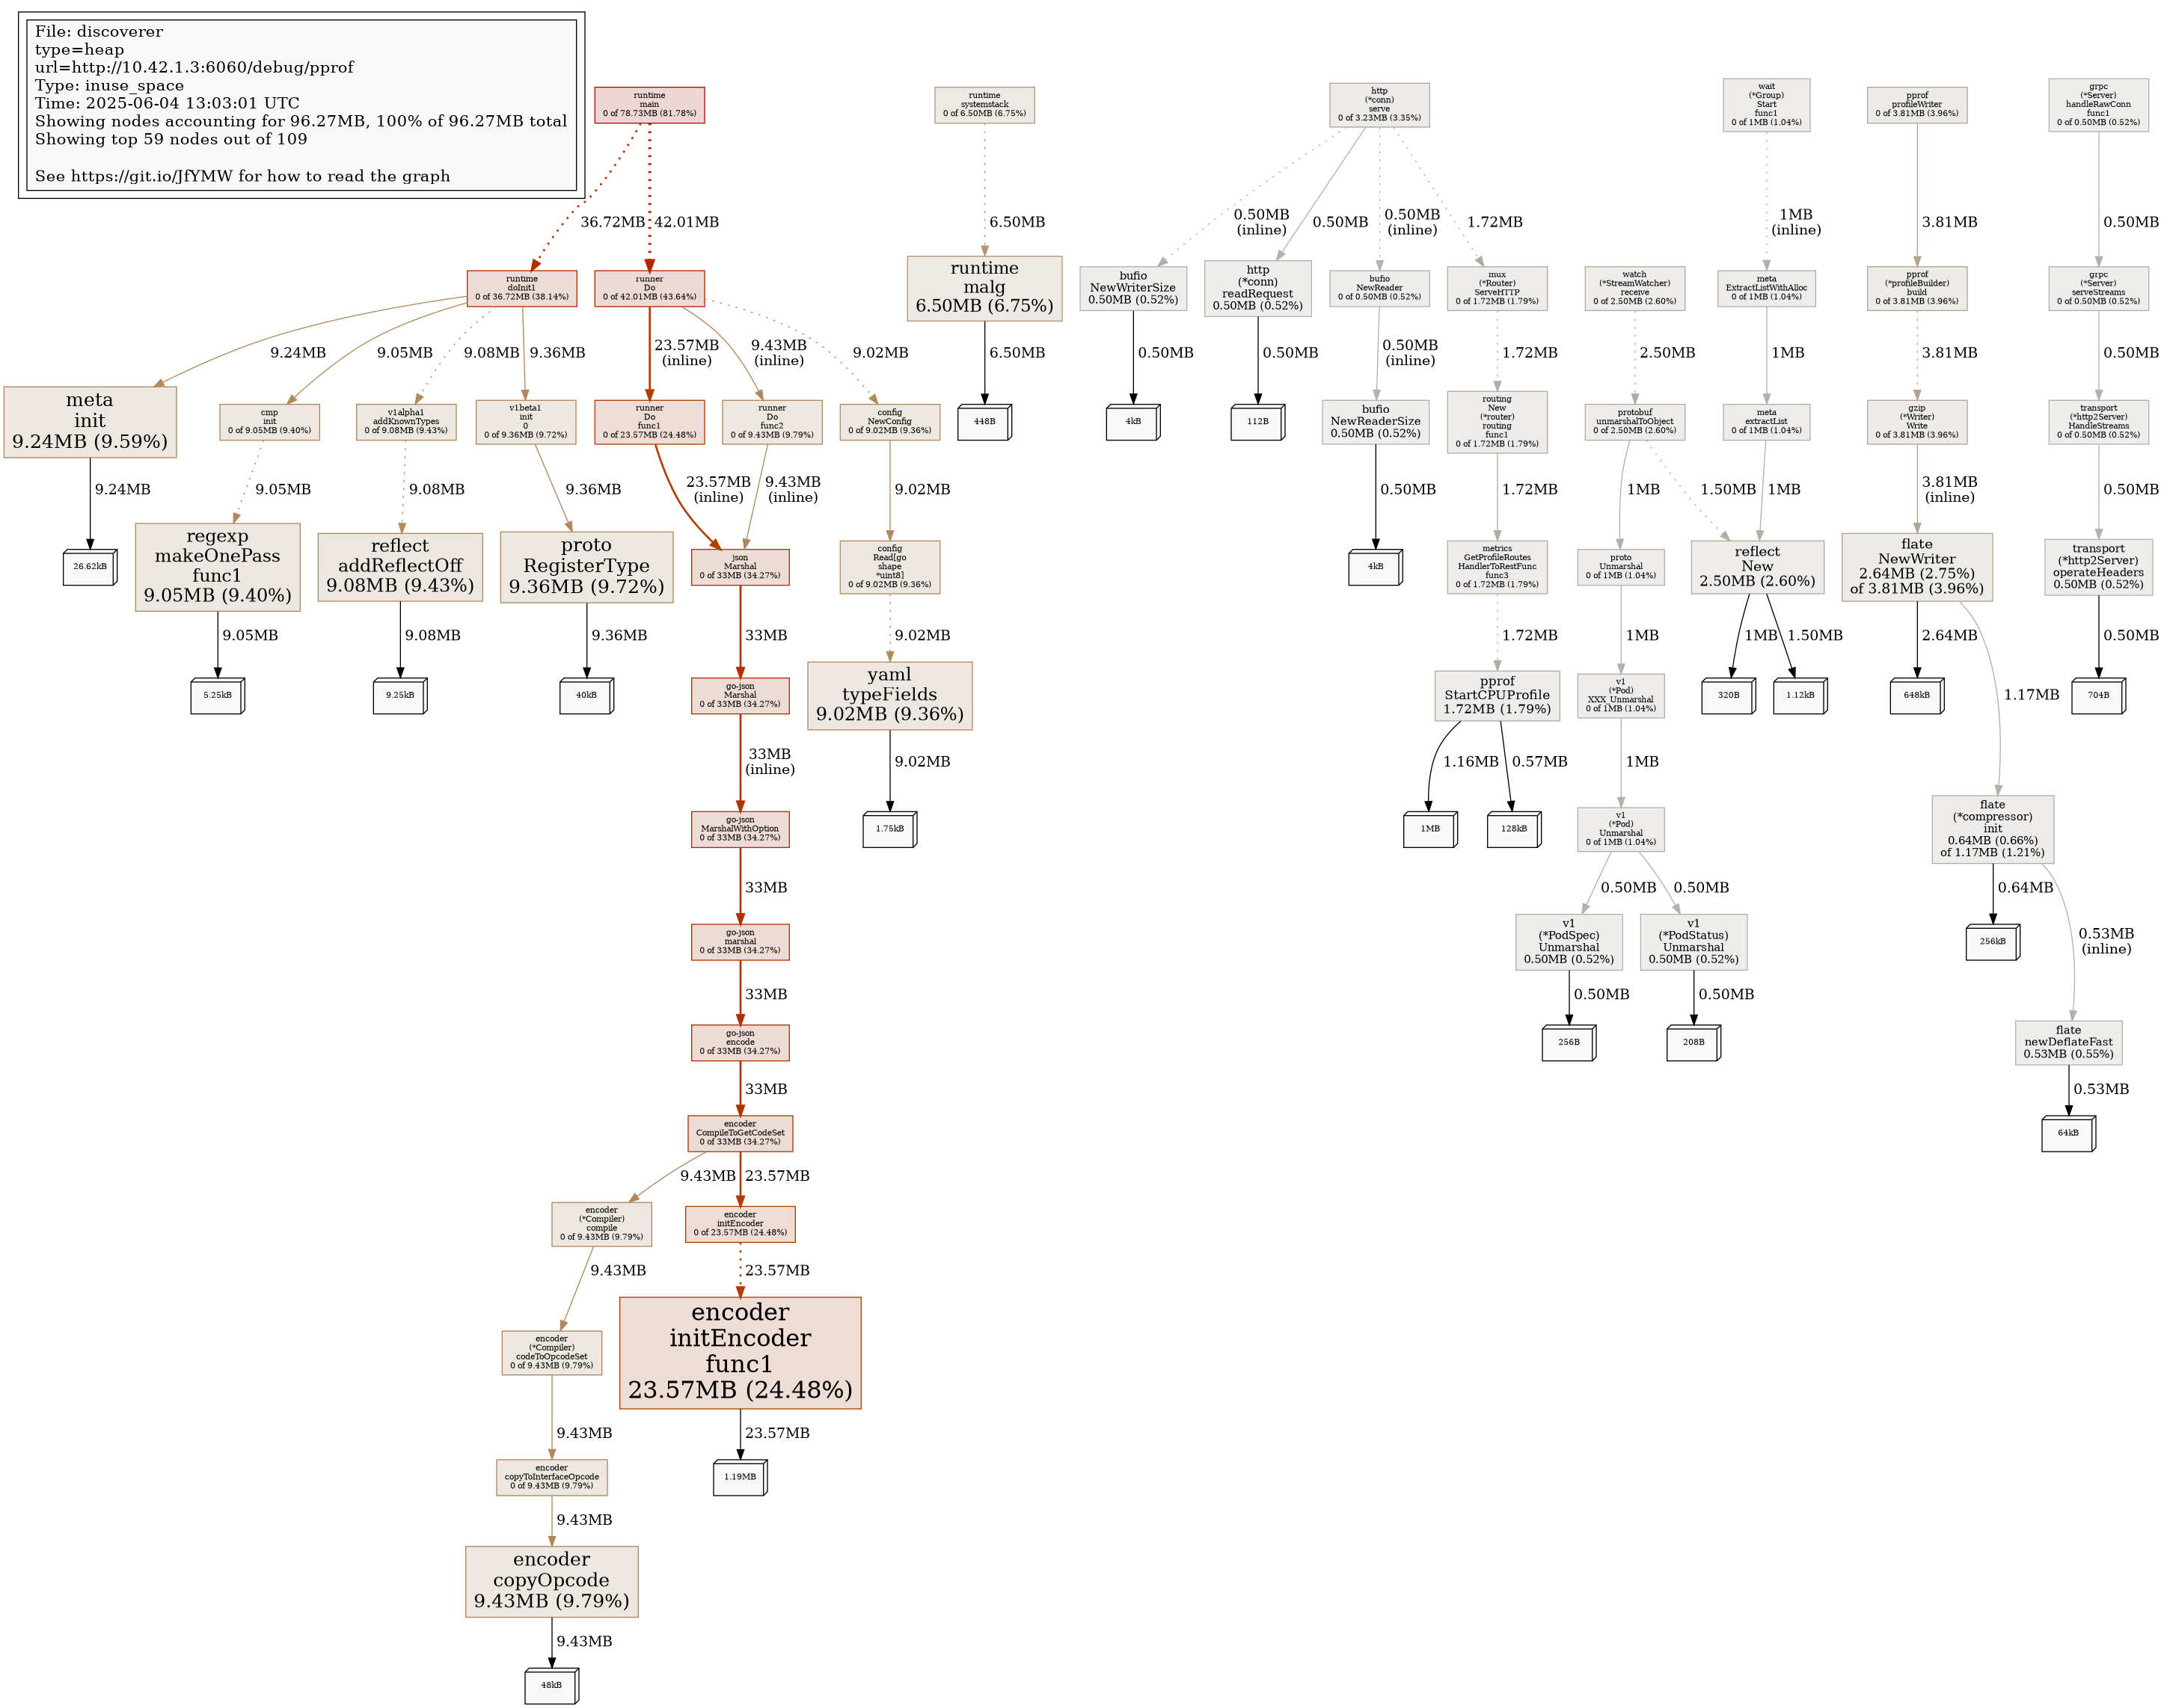 File: discoverer
type=heap
url=http://10.42.1.3:6060/debug/pprof
Type: inuse_space
Time: 2025-06-04 13:03:01 UTC
Showing nodes accounting for 96.27MB, 100% of 96.27MB total
Showing top 59 nodes out of 109
See https://git.io/JfYMW for how to read the graph
runtime
main
0 of 78.73MB (81.78%)
runtime
systemstack
0 of 6.50MB (6.75%)
http
(*conn)
serve
0 of 3.23MB (3.35%)
wait
(*Group)
Start
func1
0 of 1MB (1.04%)
pprof
profileWriter
0 of 3.81MB (3.96%)
grpc
(*Server)
handleRawConn
func1
0 of 0.50MB (0.52%)
36.72MB
42.01MB
6.50MB
0.50MB
(inline)
0.50MB
0.50MB
(inline)
1.72MB
1MB
(inline)
3.81MB
0.50MB
runtime
doInit1
0 of 36.72MB (38.14%)
runner
Do
0 of 42.01MB (43.64%)
runtime
malg
6.50MB (6.75%)
bufio
NewWriterSize
0.50MB (0.52%)
http
(*conn)
readRequest
0.50MB (0.52%)
bufio
NewReader
0 of 0.50MB (0.52%)
mux
(*Router)
ServeHTTP
0 of 1.72MB (1.79%)
watch
(*StreamWatcher)
receive
0 of 2.50MB (2.60%)
meta
ExtractListWithAlloc
0 of 1MB (1.04%)
pprof
(*profileBuilder)
build
0 of 3.81MB (3.96%)
grpc
(*Server)
serveStreams
0 of 0.50MB (0.52%)
9.24MB
9.05MB
9.08MB
9.36MB
23.57MB
(inline)
9.43MB
(inline)
9.02MB
6.50MB
0.50MB
0.50MB
0.50MB
(inline)
1.72MB
2.50MB
1MB
3.81MB
0.50MB
meta
init
9.24MB (9.59%)
cmp
init
0 of 9.05MB (9.40%)
v1alpha1
addKnownTypes
0 of 9.08MB (9.43%)
v1beta1
init
0
0 of 9.36MB (9.72%)
runner
Do
func1
0 of 23.57MB (24.48%)
runner
Do
func2
0 of 9.43MB (9.79%)
config
NewConfig
0 of 9.02MB (9.36%)
448B
4kB
112B
bufio
NewReaderSize
0.50MB (0.52%)
routing
New
(*router)
routing
func1
0 of 1.72MB (1.79%)
protobuf
unmarshalToObject
0 of 2.50MB (2.60%)
meta
extractList
0 of 1MB (1.04%)
gzip
(*Writer)
Write
0 of 3.81MB (3.96%)
transport
(*http2Server)
HandleStreams
0 of 0.50MB (0.52%)
9.24MB
9.05MB
9.08MB
9.36MB
23.57MB
(inline)
9.43MB
(inline)
9.02MB
0.50MB
1.72MB
1MB
1.50MB
1MB
3.81MB
(inline)
0.50MB
26.62kB
regexp
makeOnePass
func1
9.05MB (9.40%)
reflect
addReflectOff
9.08MB (9.43%)
proto
RegisterType
9.36MB (9.72%)
json
Marshal
0 of 33MB (34.27%)
config
Read[go
shape
*uint8]
0 of 9.02MB (9.36%)
4kB
metrics
GetProfileRoutes
HandlerToRestFunc
func3
0 of 1.72MB (1.79%)
proto
Unmarshal
0 of 1MB (1.04%)
reflect
New
2.50MB (2.60%)
flate
NewWriter
2.64MB (2.75%)
of 3.81MB (3.96%)
transport
(*http2Server)
operateHeaders
0.50MB (0.52%)
9.05MB
9.08MB
9.36MB
33MB
9.02MB
1.72MB
1MB
1MB
1.50MB
2.64MB
1.17MB
0.50MB
5.25kB
9.25kB
40kB
go-json
Marshal
0 of 33MB (34.27%)
yaml
typeFields
9.02MB (9.36%)
pprof
StartCPUProfile
1.72MB (1.79%)
v1
(*Pod)
XXX_Unmarshal
0 of 1MB (1.04%)
320B
1.12kB
648kB
704B
33MB
(inline)
9.02MB
1.16MB
0.57MB
1MB
go-json
MarshalWithOption
0 of 33MB (34.27%)
1.75kB
1MB
128kB
v1
(*Pod)
Unmarshal
0 of 1MB (1.04%)
flate
(*compressor)
init
0.64MB (0.66%)
of 1.17MB (1.21%)
33MB
0.50MB
0.50MB
0.64MB
0.53MB
(inline)
go-json
marshal
0 of 33MB (34.27%)
v1
(*PodSpec)
Unmarshal
0.50MB (0.52%)
v1
(*PodStatus)
Unmarshal
0.50MB (0.52%)
256kB
33MB
0.50MB
0.50MB
go-json
encode
0 of 33MB (34.27%)
256B
208B
flate
newDeflateFast
0.53MB (0.55%)
33MB
0.53MB
encoder
CompileToGetCodeSet
0 of 33MB (34.27%)
64kB
9.43MB
23.57MB
encoder
(*Compiler)
compile
0 of 9.43MB (9.79%)
encoder
initEncoder
0 of 23.57MB (24.48%)
9.43MB
23.57MB
encoder
(*Compiler)
codeToOpcodeSet
0 of 9.43MB (9.79%)
encoder
initEncoder
func1
23.57MB (24.48%)
9.43MB
23.57MB
encoder
copyToInterfaceOpcode
0 of 9.43MB (9.79%)
1.19MB
9.43MB
encoder
copyOpcode
9.43MB (9.79%)
9.43MB
48kB